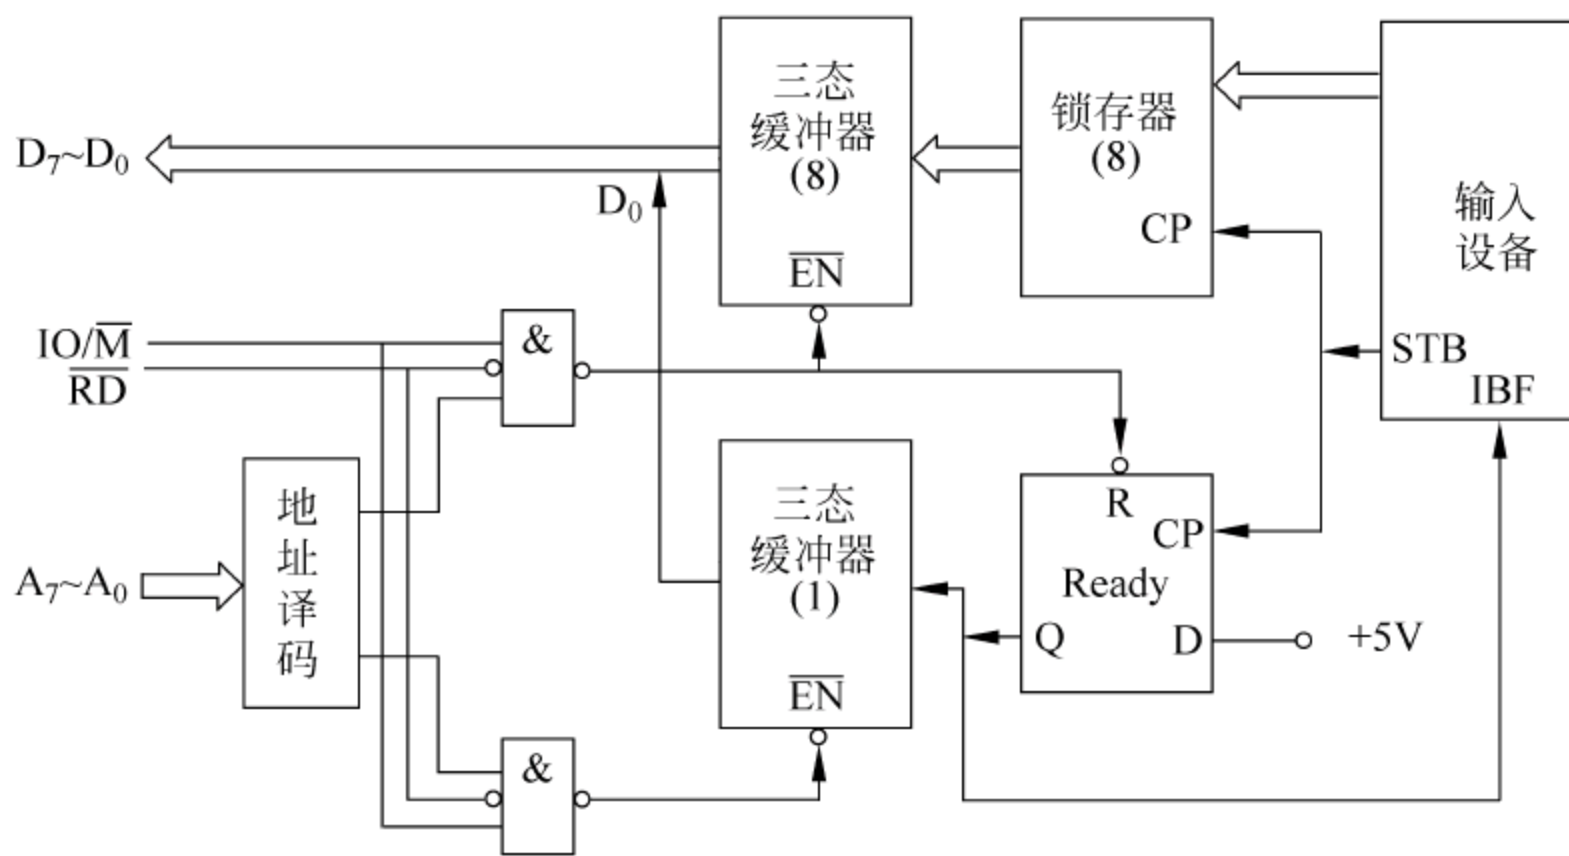 三态
缓冲器
(8)
锁存器
(8)
CP
输入
设备
STB
IBF
D₇~D₀
D₀
EN̅
IO/M̅
R̅D̅
&
地
址
译
码
A₇~A₀
三态
缓冲器
(1)
EN̅
R
CP
Ready
Q
D
+5V
&